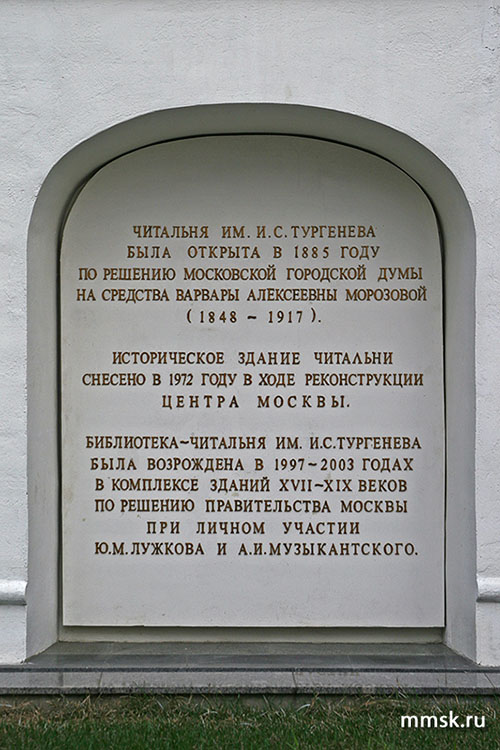 ЧИТАЛЬНЯ ИМ. И.С. ТУРГЕНЕВА
БЫЛА ОТКРЫТА В 1885 ГОДУ
ПО РЕШЕНИЮ МОСКОВСКОЙ ГОРОДСКОЙ ДУМЫ
НА СРЕДСТВА ВАРВАРЫ АЛЕКСЕЕВНЫ МОРОЗОВОЙ
(1848 ~ 1917).
ИСТОРИЧЕСКОЕ ЗДАНИЕ ЧИТАЛЬНИ
СНЕСЕНО В 1972 ГОДУ В ХОДЕ РЕКОНСТРУКЦИИ
ЦЕНТРА МОСКВЫ.
БИБЛИОТЕКА~ЧИТАЛЬНЯ ИМ. И.С.ТУРГЕНЕВА
БЫЛА ВОЗРОЖДЕНА В 1997~2003 ГОДАХ
В КОМПЛЕКСЕ ЗДАНИЙ XVII~XIX ВЕКОВ
ПО РЕШЕНИЮ ПРАВИТЕЛЬСТВА МОСКВЫ
ПРИ ЛИЧНОМ УЧАСТИИ
Ю.М.ЛУЖКОВА И А.И.МУЗЫКАНТСКОГО.
mmsk.ru